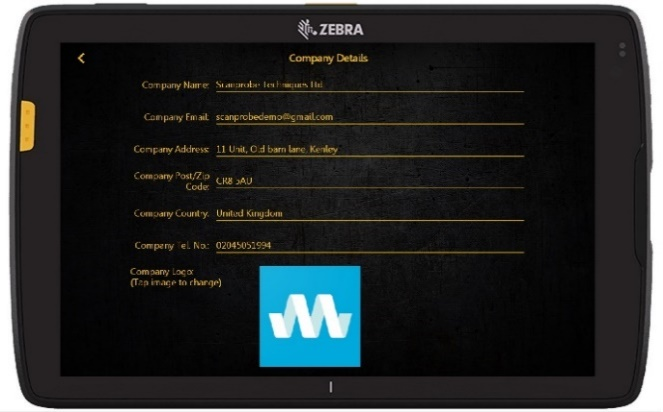 ZEBRA
Company Details
Company Name: Scanprobe Techniques Ltd
Company Email: scanprobedemo@gmail.com
Company Address: 11 Unit, Old barn lane, Kenley
Company Post/Zip
Code: CR8 5AU
Company Country: United Kingdom
Company Tel. No.: 02045051994
Company Logo:
(Tap image to change)